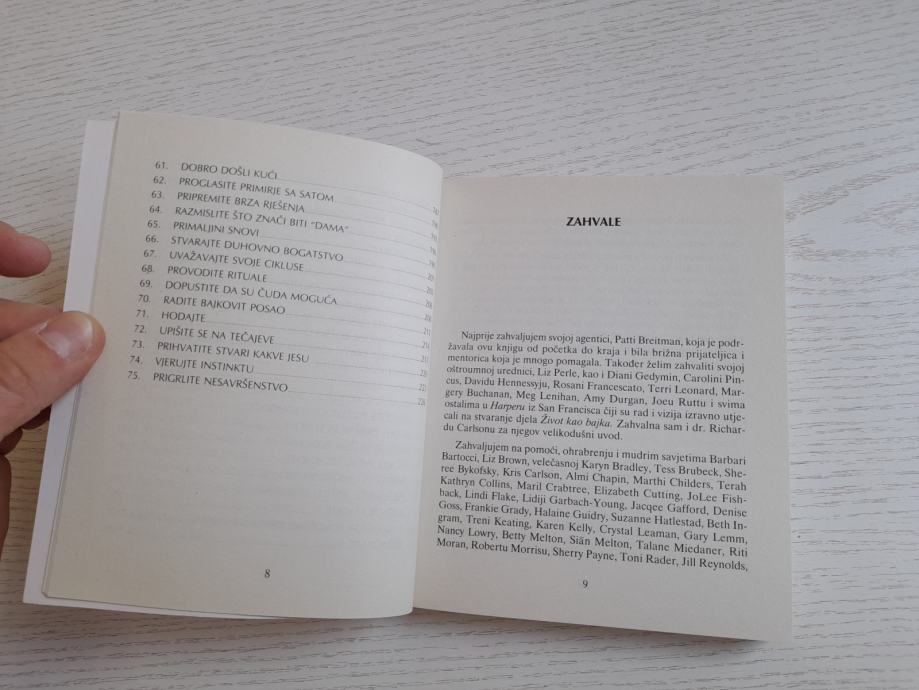 61. DOBRO DOŠLI KUĆI
62. PROGLASITE PRIMIRJE SA SATOM
63. PRIPREMITE BRZA RJEŠENJA
64. RAZMISLITE ŠTO ZNAČI BITI "DAMA"
65. PRIMALJINI SNOVI
66. STVARAJTE DUHOVNO BOGATSTVO
67. UVAŽAVAJTE SVOJE CIKLUSE
68. PROVODITE RITUALE
69. DOPUSTITE DA SU ČUDA MOGUĆA
70. RADITE BAJKOVIT POSAO
71. HODAJTE
72. UPIŠITE SE NA TEČAJEVE
73. PRIHVATITE STVARI KAKVE JESU
74. VJERUJTE INSTINKTU
75. PRIGRLITE NESAVRŠENSTVO
8
ZAHVALE
Najprije zahvaljujem svojoj agentici, Patti Breitman, koja je podr-
žavala ovu knjigu od početka do kraja i bila brižna prijateljica i
mentorica koja je mnogo pomagala. Također želim zahvaliti svojoj
oštroumnoj urednici, Liz Perle, kao i Diani Gedymin, Carolini Pin-
cus, Davidu Hennessyju, Rosani Francescato, Terri Leonard, Mar-
gery Buchanan, Meg Lenihan, Amy Durgan, Joeu Ruttu i svima
ostalima u Harperu iz San Francisca čiji su rad i vizija izravno utje-
cali na stvaranje djela Život kao bajka. Zahvalna sam i dr. Richar-
du Carlsonu za njegov velikodušni uvod.
Zahvaljujem na pomoći, ohrabrenju i mudrim savjetima Barbari
Bartocci, Liz Brown, velečasnoj Karyn Bradley, Tess Brubeck, She-
ree Bykofsky, Kris Carlson, Almi Chapin, Marthi Childers, Terah
Kathryn Collins, Maril Crabtree, Elizabeth Cutting, JoLee Fish-
back, Lindi Flake, Lidiji Garbach-Young, Jacqee Gafford, Denise
Goss, Frankie Grady, Halaine Guidry, Suzanne Hatlestad, Beth In-
gram, Treni Keating, Karen Kelly, Crystal Leaman, Gary Lemm,
Nancy Lowry, Betty Melton, Siân Melton, Talane Miedaner, Riti
Moran, Robertu Morrisu, Sherry Payne, Toni Rader, Jill Reynolds,
9